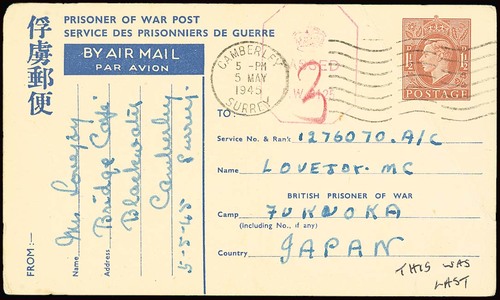 PRISONER OF WAR POST
SERVICE DES PRISONNIERS DE GUERRE
俘虜郵便
BY AIR MAIL
PAR AVION
CAMBERLEY
5 - PM
5 MAY
1945
SURREY
3
1½ D
POSTAGE
TO:
Service No. & Rank 1276070. A/C
Name LOVEJOY. MC
BRITISH PRISONER OF WAR
Camp FUKUOKA
(including No., if any)
Country JAPAN
THIS WAS
LAST
FROM:—
Name Mrs Lovejoy
Address Bridge Café
Blackwater
Camberley
5-5-45 Surrey.